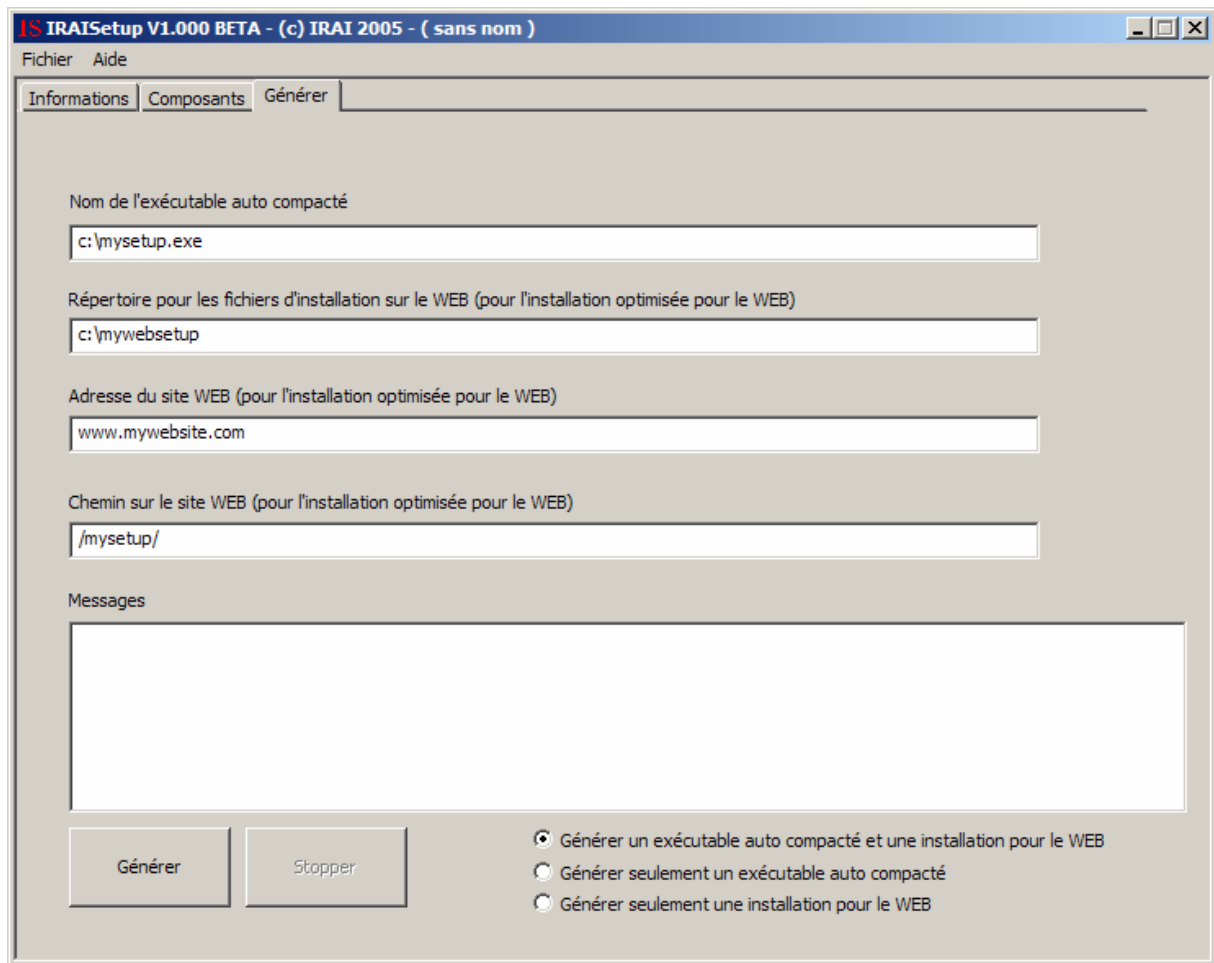 IS IRAISetup V1.000 BETA - (c) IRAI 2005 - ( sans nom )
Fichier Aide
Informations Composants Générer
Nom de l'exécutable auto compacté
c:\mysetup.exe
Répertoire pour les fichiers d'installation sur le WEB (pour l'installation optimisée pour le WEB)
c:\mywebsetup
Adresse du site WEB (pour l'installation optimisée pour le WEB)
www.mywebsite.com
Chemin sur le site WEB (pour l'installation optimisée pour le WEB)
/mysetup/
Messages
Générer Stopper
Générer un exécutable auto compacté et une installation pour le WEB
Générer seulement un exécutable auto compacté
Générer seulement une installation pour le WEB